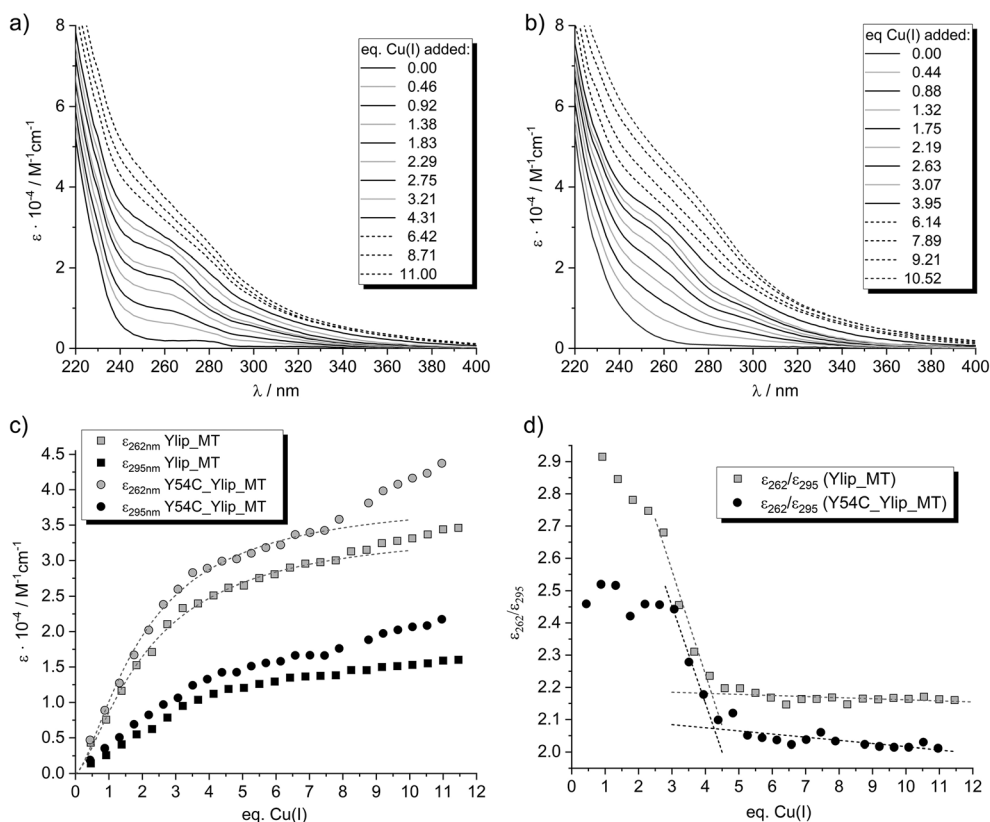 a)
8
6
4
2
0
ε · 10⁻⁴ / M⁻¹cm⁻¹
220 240 260 280 300 320 340 360 380 400
λ / nm
eq. Cu(I) added:
0.00
0.46
0.92
1.38
1.83
2.29
2.75
3.21
4.31
6.42
8.71
11.00
b)
8
6
4
2
0
ε · 10⁻⁴ / M⁻¹cm⁻¹
220 240 260 280 300 320 340 360 380 400
λ / nm
eq Cu(I) added:
0.00
0.44
0.88
1.32
1.75
2.19
2.63
3.07
3.95
6.14
7.89
9.21
10.52
c)
ε262nm Ylip_MT
ε295nm Ylip_MT
ε262nm Y54C_Ylip_MT
ε295nm Y54C_Ylip_MT
4.5
4.0
3.5
3.0
2.5
2.0
1.5
1.0
0.5
0.0
ε · 10⁻⁴ / M⁻¹cm⁻¹
0 1 2 3 4 5 6 7 8 9 10 11 12
eq. Cu(I)
d)
2.9
2.8
2.7
2.6
2.5
2.4
2.3
2.2
2.1
2.0
ε262/ε295
ε262/ε295 (Ylip_MT)
ε262/ε295 (Y54C_Ylip_MT)
0 1 2 3 4 5 6 7 8 9 10 11 12
eq. Cu(I)